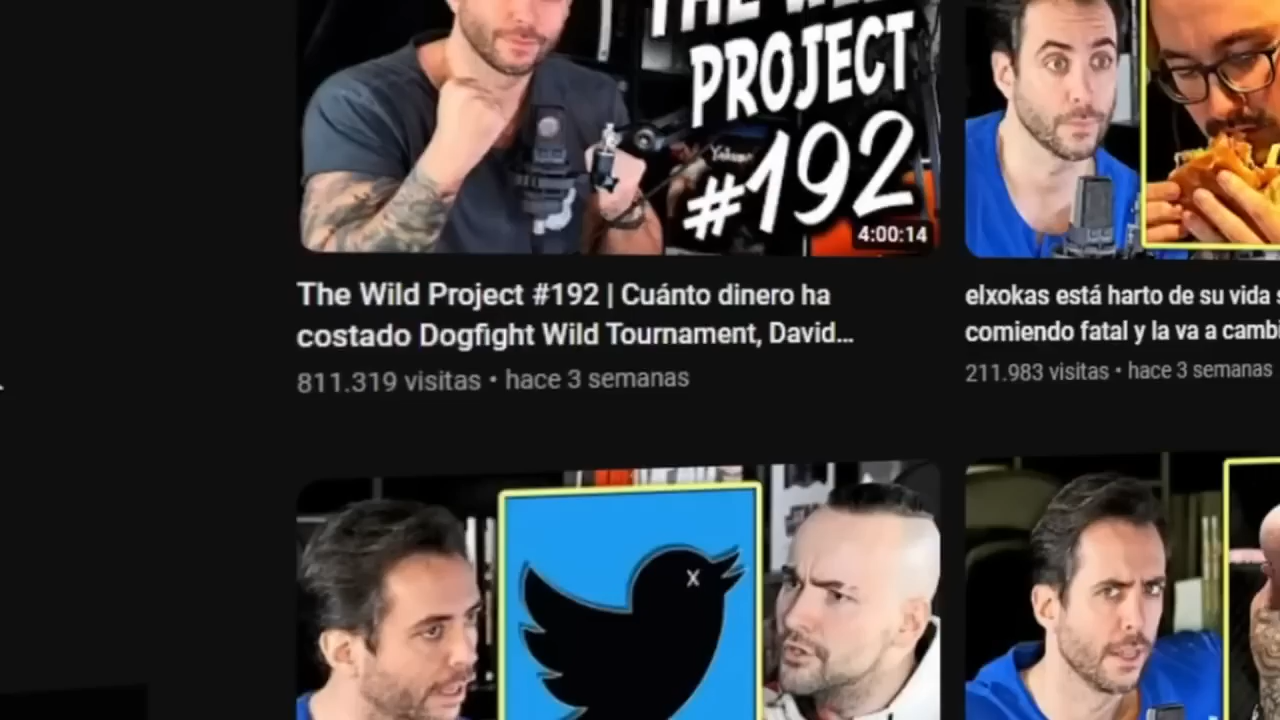 THE WILD
PROJECT
#192
4:00:14
The Wild Project #192 | Cuánto dinero ha
costado Dogfight Wild Tournament, David...
811.319 visitas • hace 3 semanas
elxokas está harto de su vida
comiendo fatal y la va a
211.983 visitas • hace 3 semanas
X